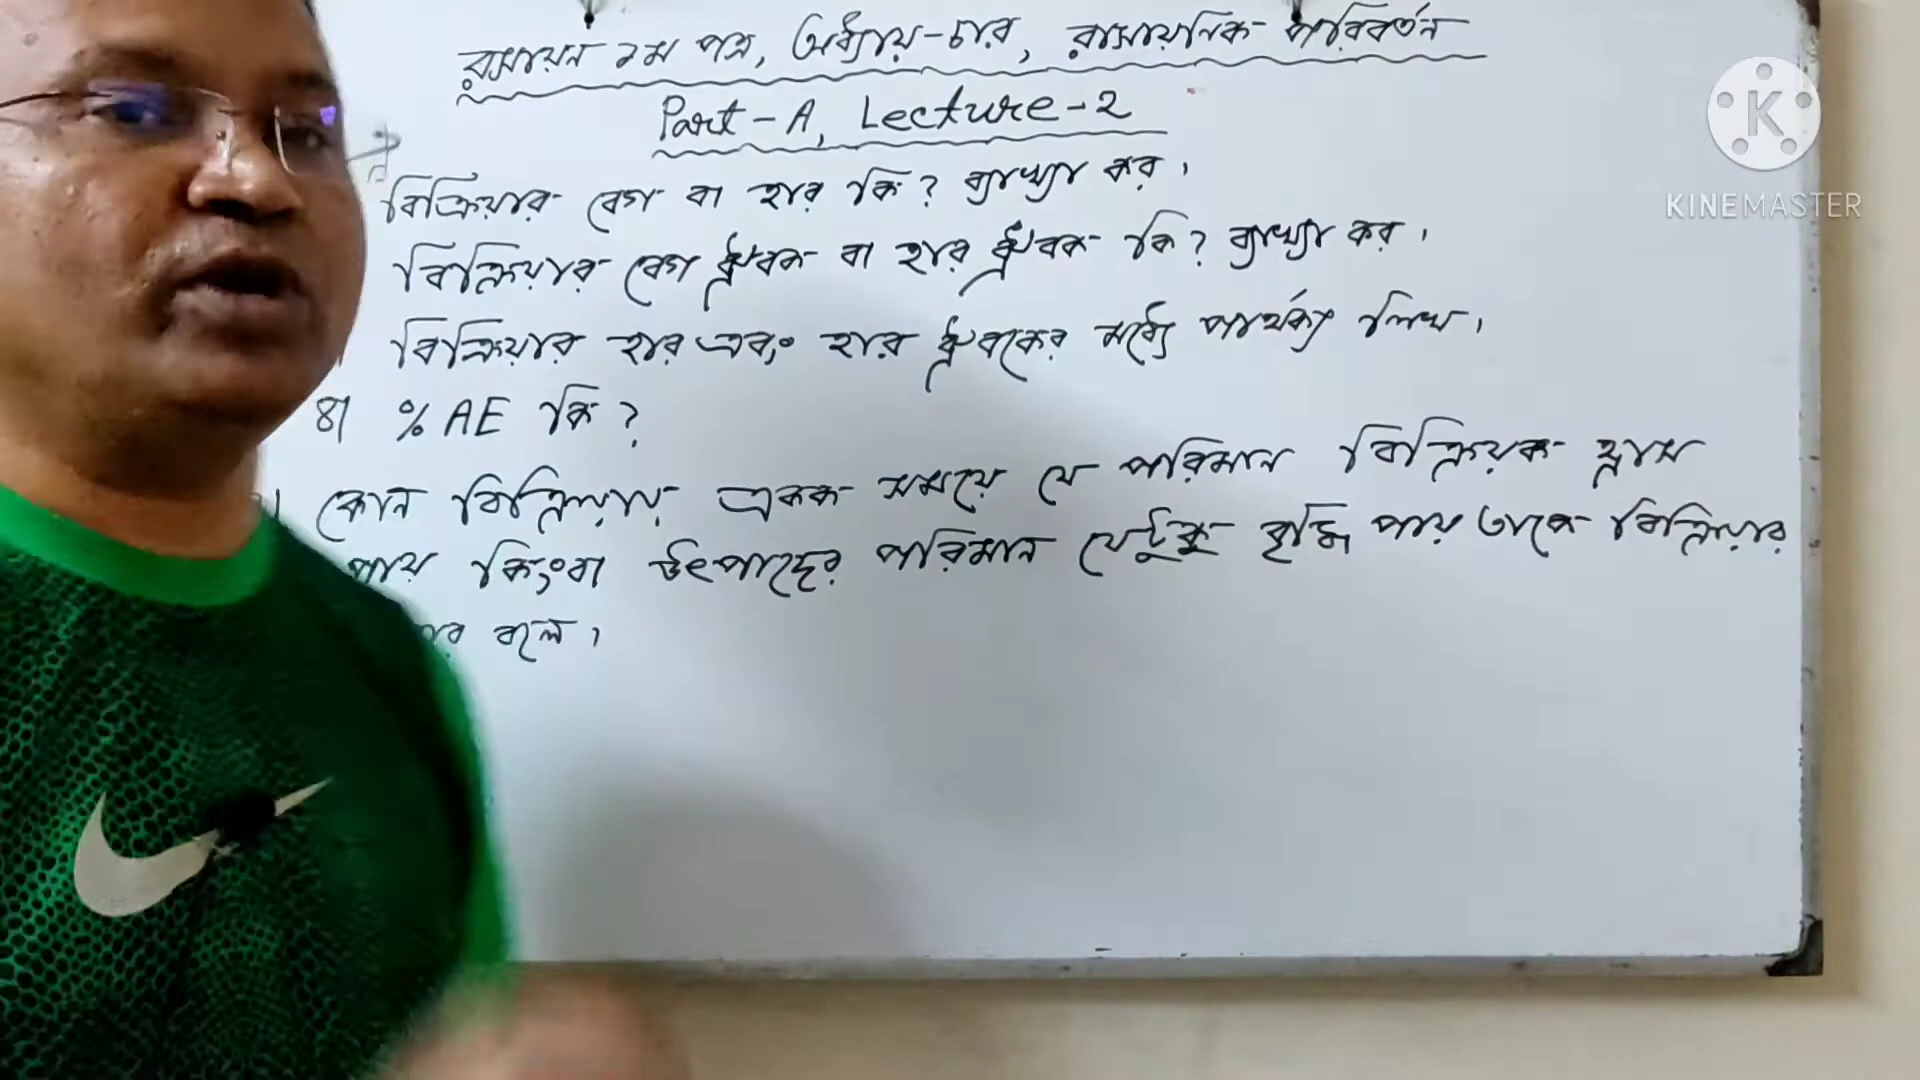 রসায়ন ১ম পত্র, অধ্যায়-চার, রাসায়নিক পরিবর্তন
Part-A, Lecture-2
বিক্রিয়ার বেগ বা হার কি? ব্যাখ্যা কর।
বিক্রিয়ার বেগ ধ্রুবক বা হার ধ্রুবক কি? ব্যাখ্যা কর।
বিক্রিয়ার হার এবং হার ধ্রুবকের মধ্যে পার্থক্য লিখ।
৪। % AE কি?
কোন বিক্রিয়ায় একক সময়ে যে পরিমান বিক্রিয়ক হ্রাস
পায় কিংবা উৎপাদের পরিমান যেটুকু বৃদ্ধি পায় তাকে বিক্রিয়ার
বলে।
K
KINEMASTER